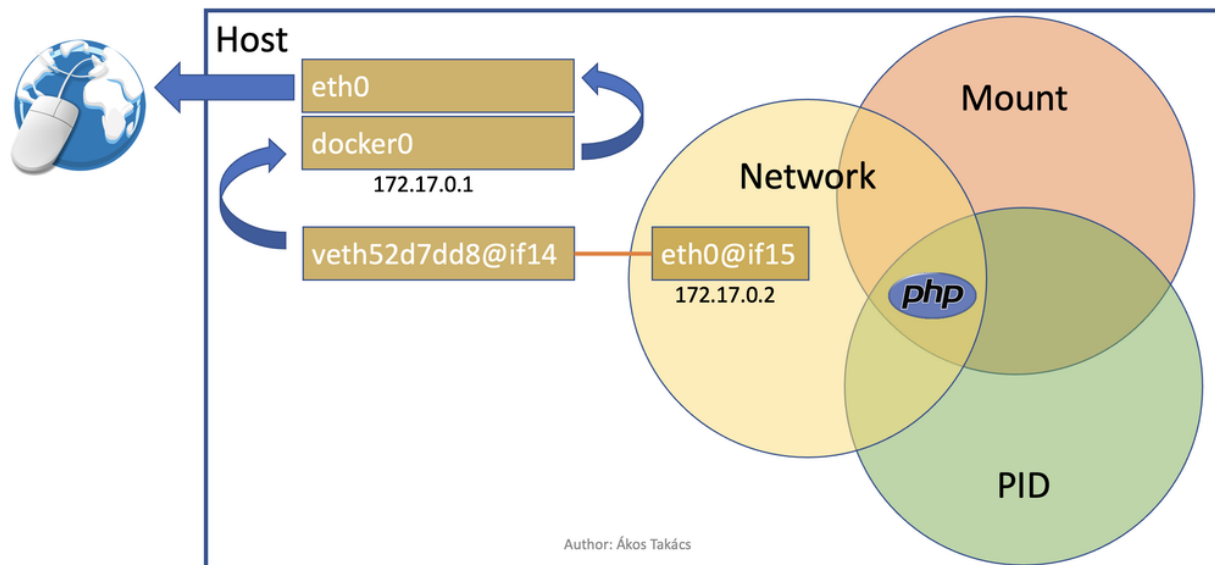 Host
eth0
docker0
172.17.0.1
veth52d7dd8@if14
eth0@if15
172.17.0.2
Network
Mount
php
PID
Author: Ákos Takács